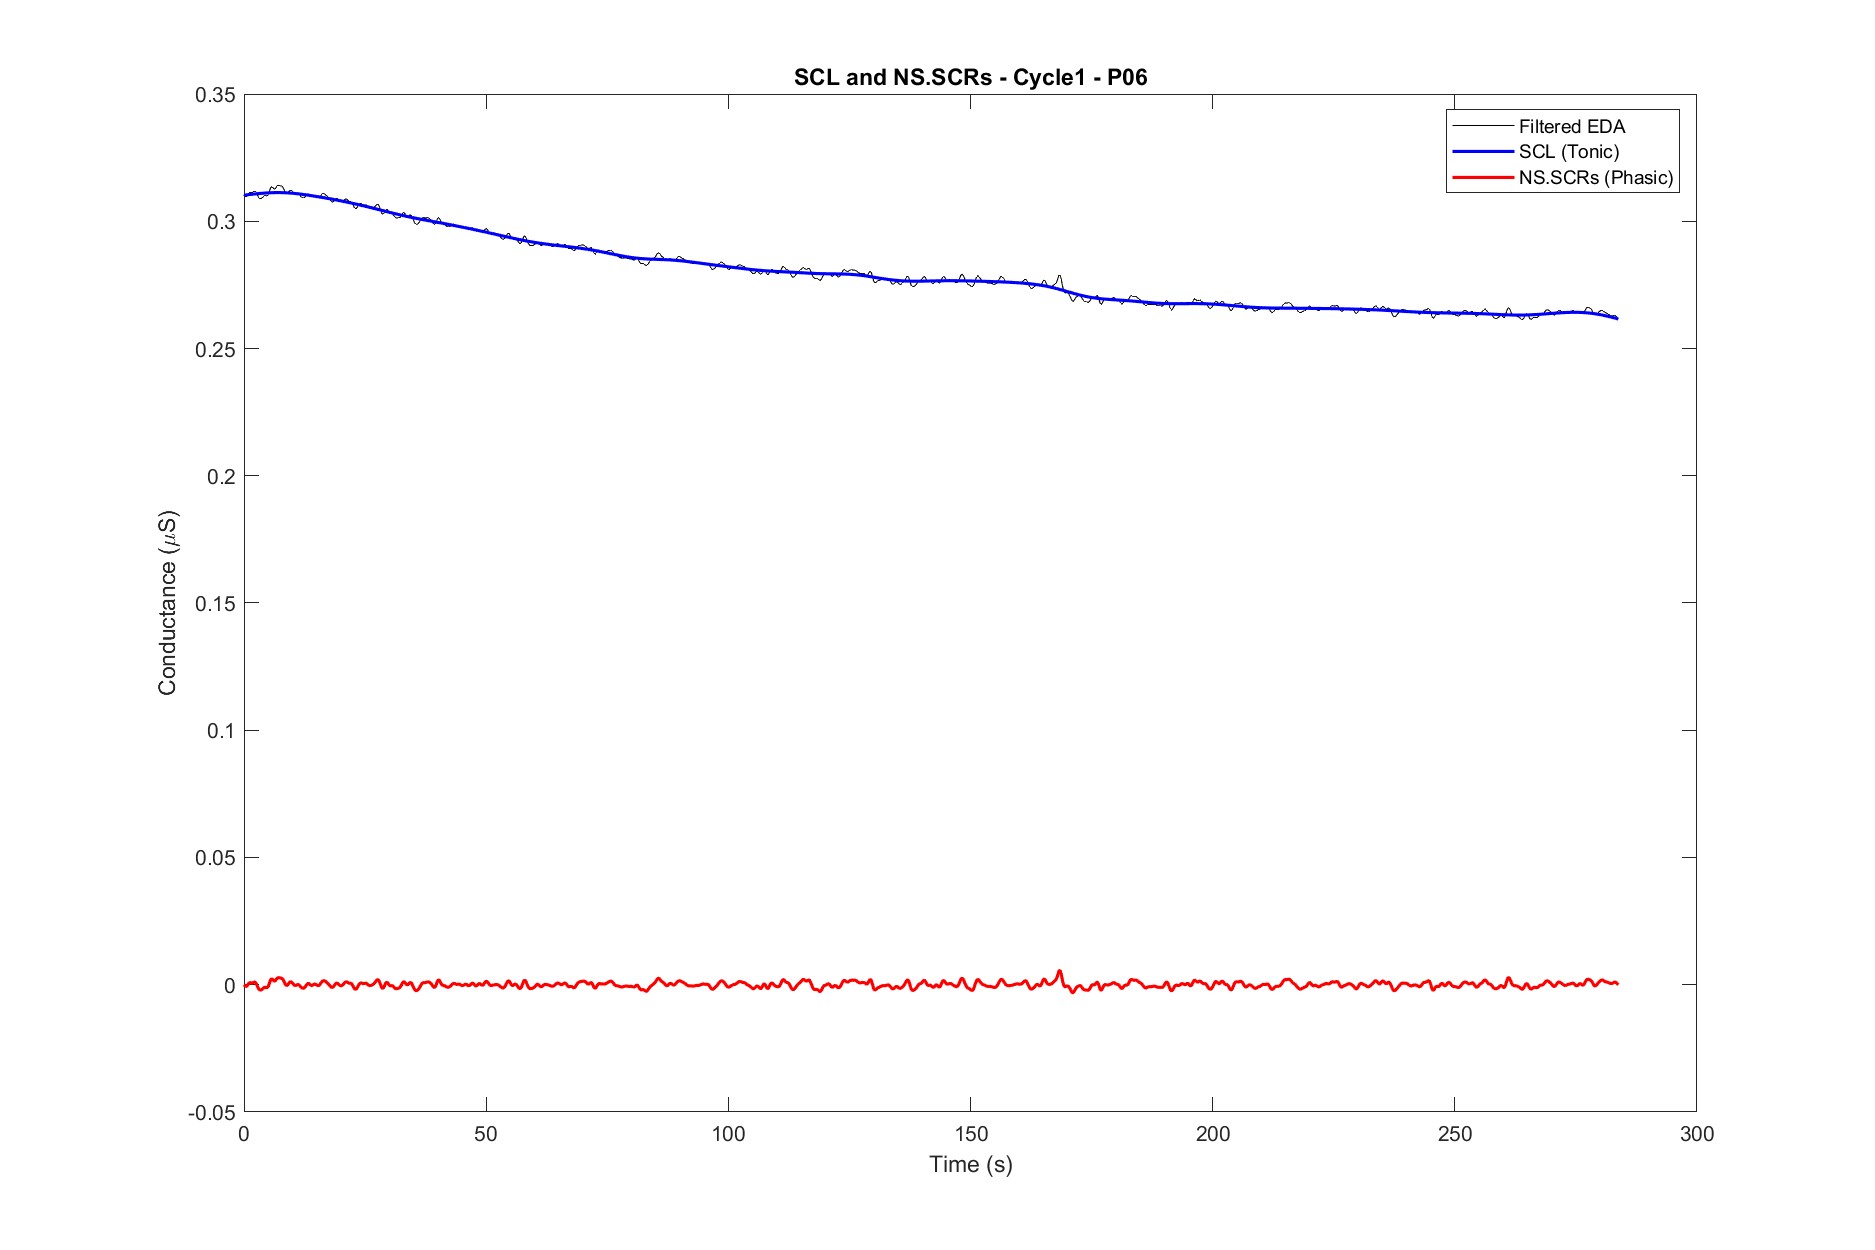 SCL and NS.SCRs - Cycle1 - P06
0.35
0.3
0.25
0.2
0.15
0.1
0.05
0
-0.05
Conductance (μS)
Filtered EDA
SCL (Tonic)
NS.SCRs (Phasic)
0 50 100 150 200 250 300
Time (s)